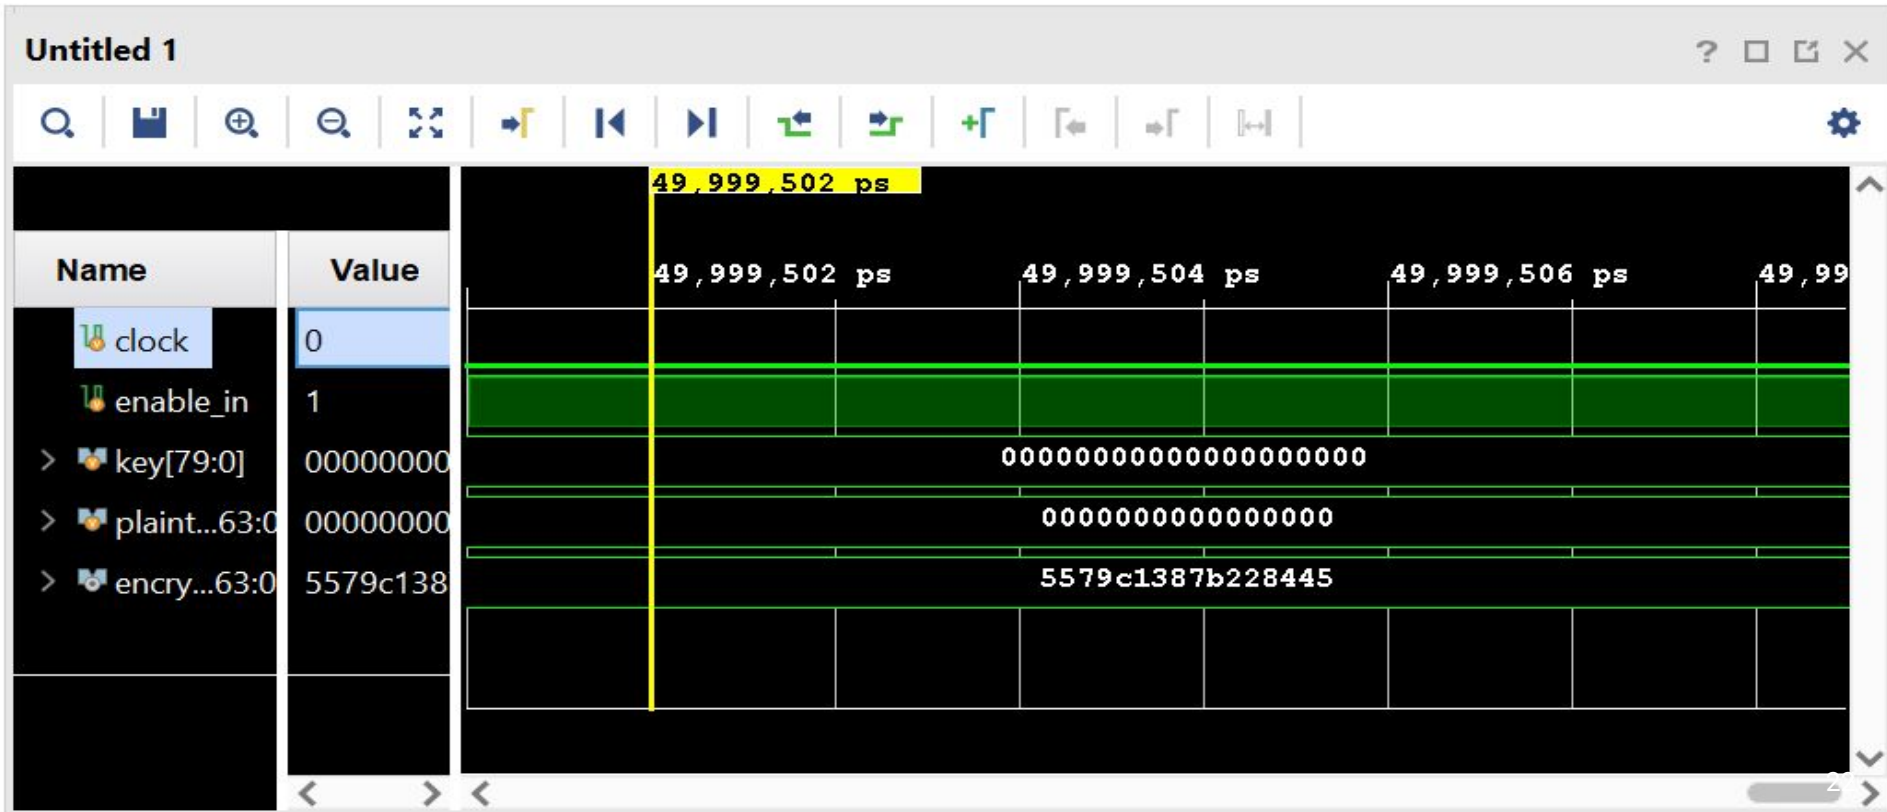 Untitled 1
49,999,502 ps
Name Value 49,999,502 ps 49,999,504 ps 49,999,506 ps 49,99
clock 0
enable_in 1
key[79:0] 00000000 00000000000000000000
plaint...63:0 00000000 0000000000000000
encry...63:0 5579c138 5579c1387b228445